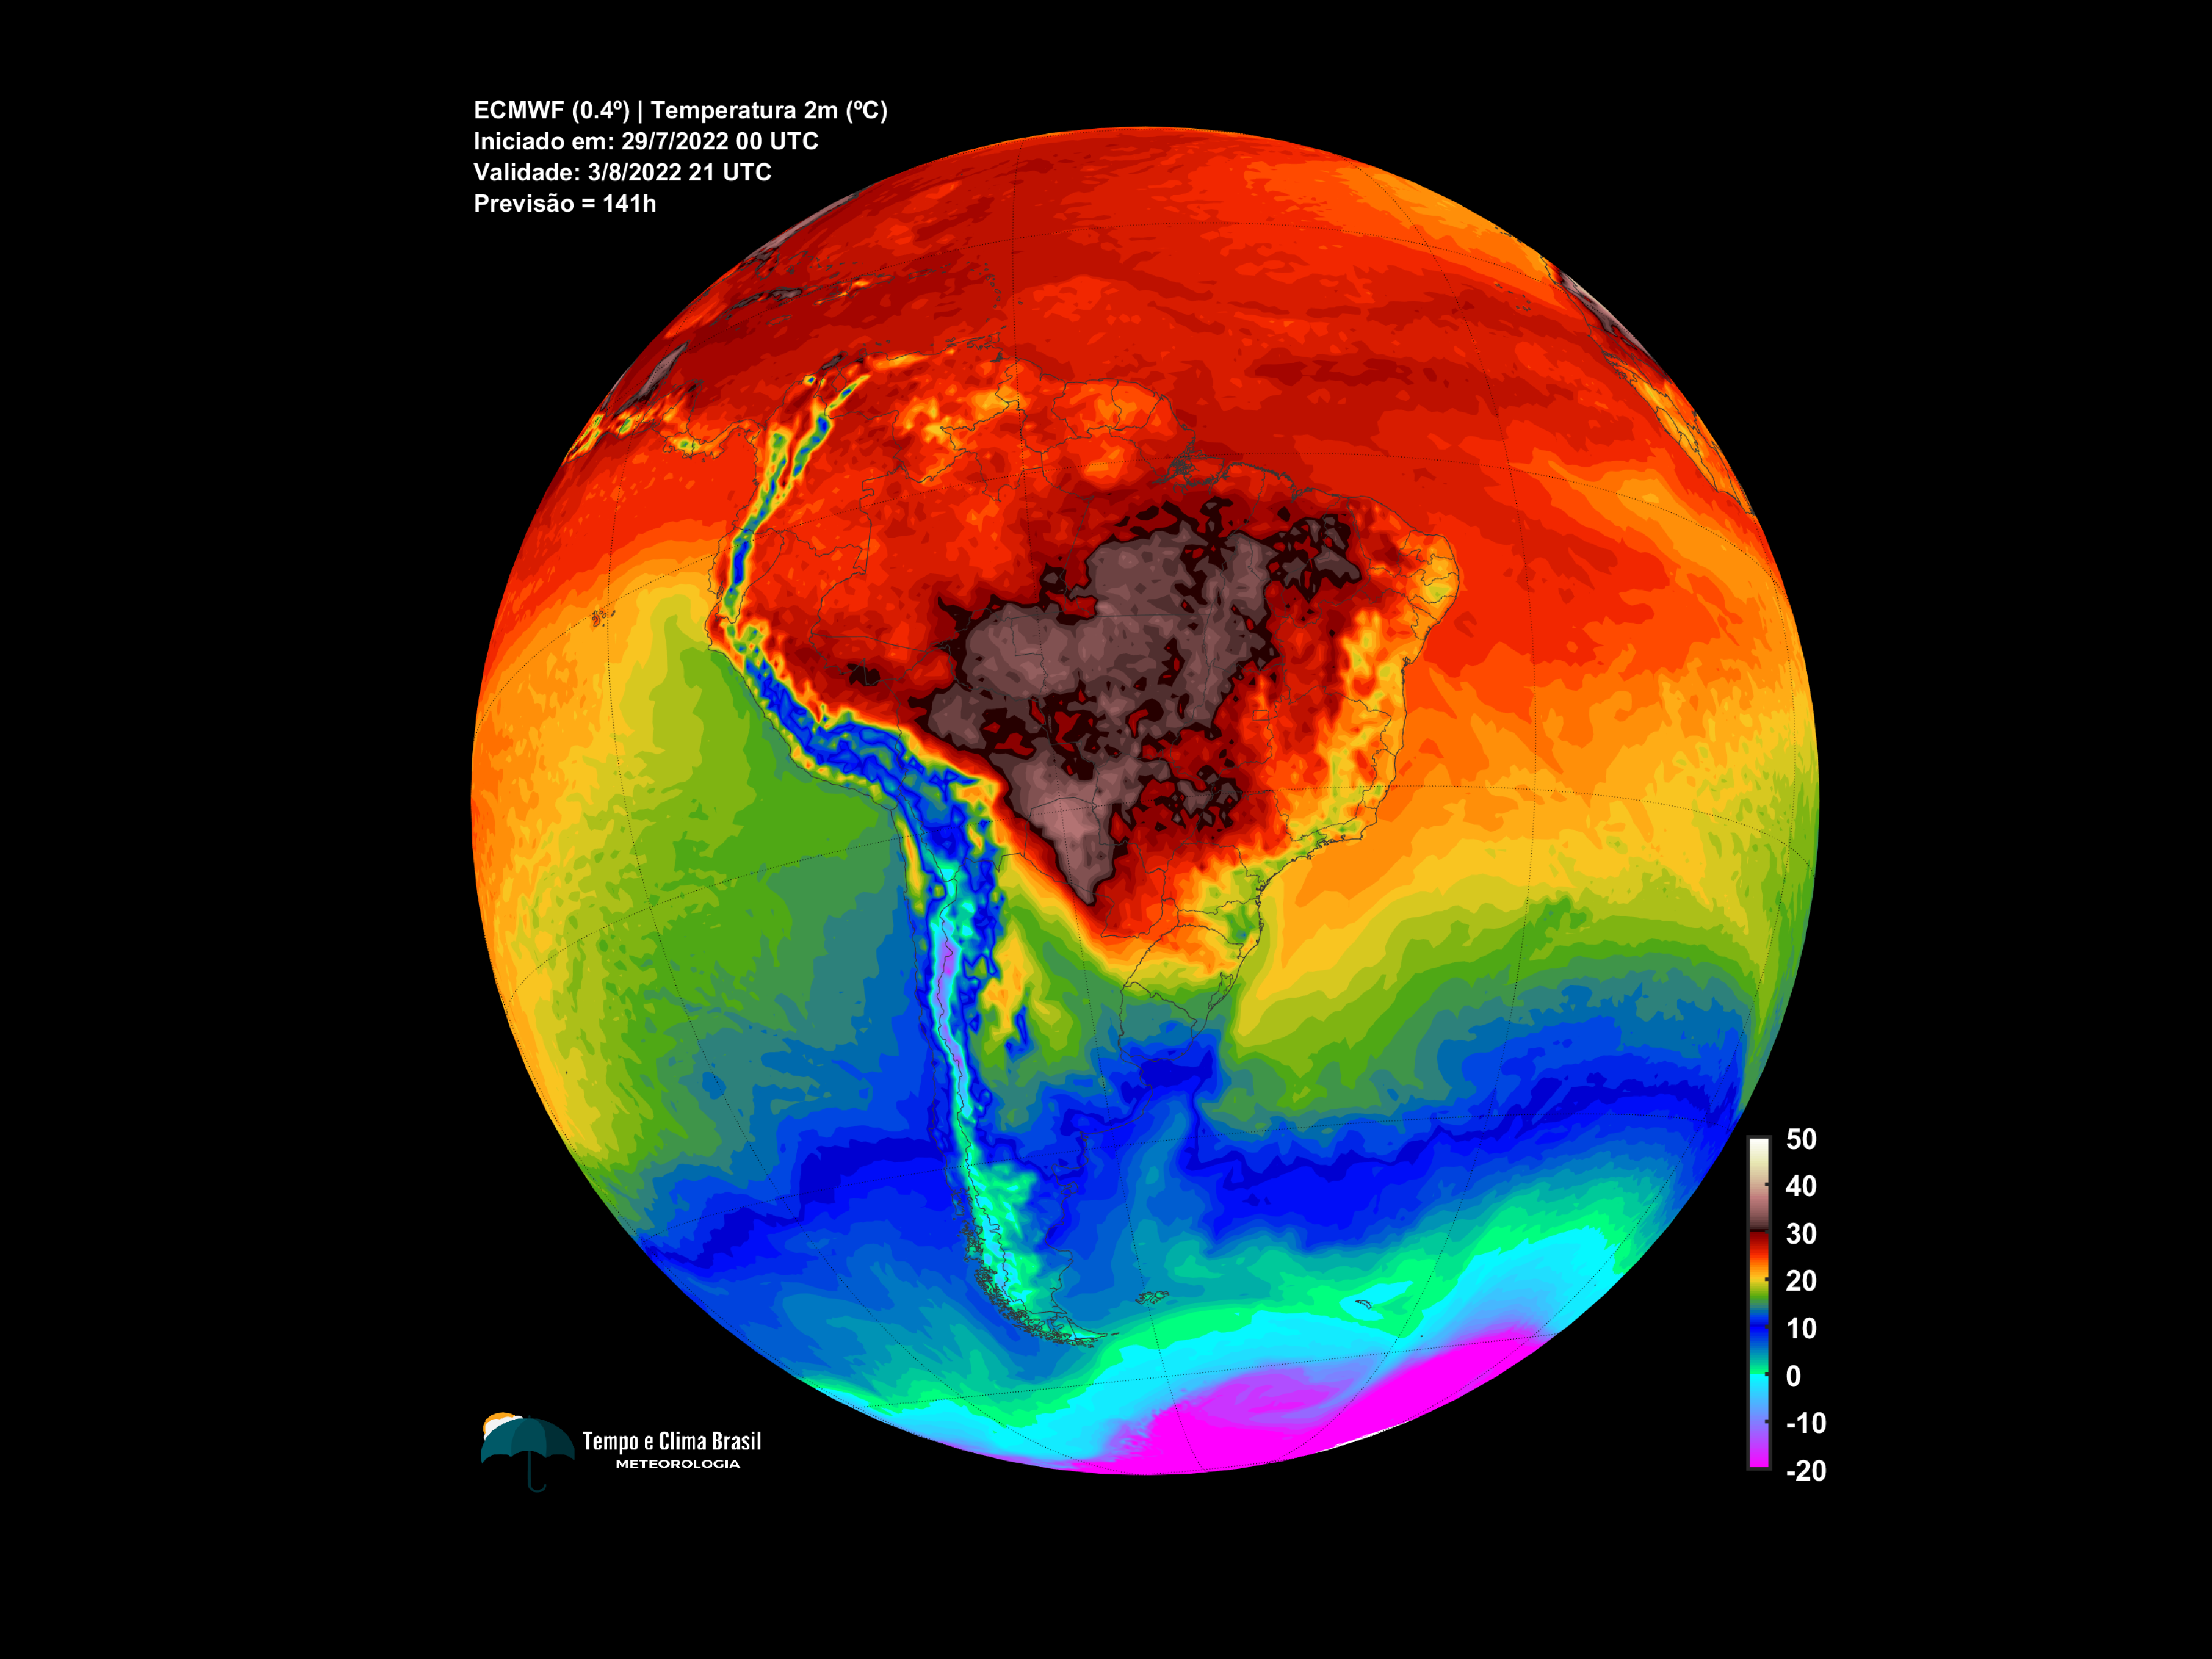 ECMWF (0.4º) | Temperatura 2m (ºC)
Iniciado em: 29/7/2022 00 UTC
Validade: 3/8/2022 21 UTC
Previsão = 141h
50
40
30
20
10
0
-10
-20
Tempo e Clima Brasil
METEOROLOGIA